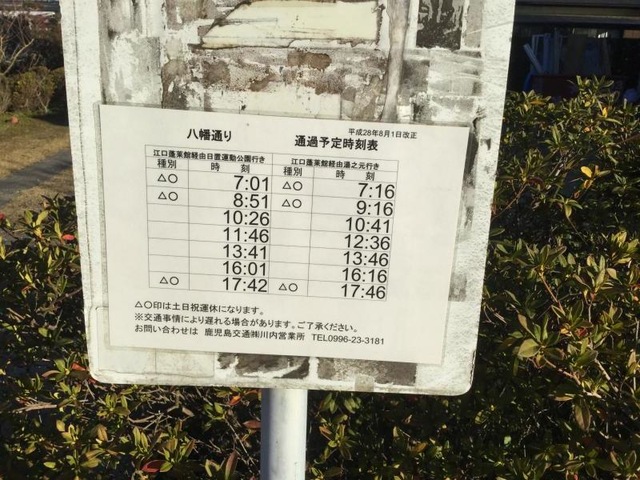 平成28年8月1日改正
八幡通り 通過予定時刻表
江口蓬莱館経由日置運動公園行き 江口蓬莱館経由湯之元行き
種別 時 刻 種別 時 刻
△○ 7:01 △○ 7:16
△○ 8:51 △○ 9:16
10:26 10:41
11:46 12:36
13:41 13:46
16:01 16:16
△○ 17:42 △○ 17:46
△○印は土日祝運休になります。
※交通事情により遅れる場合があります。ご了承ください。
お問い合わせは 鹿児島交通㈱川内営業所 TEL0996-23-3181